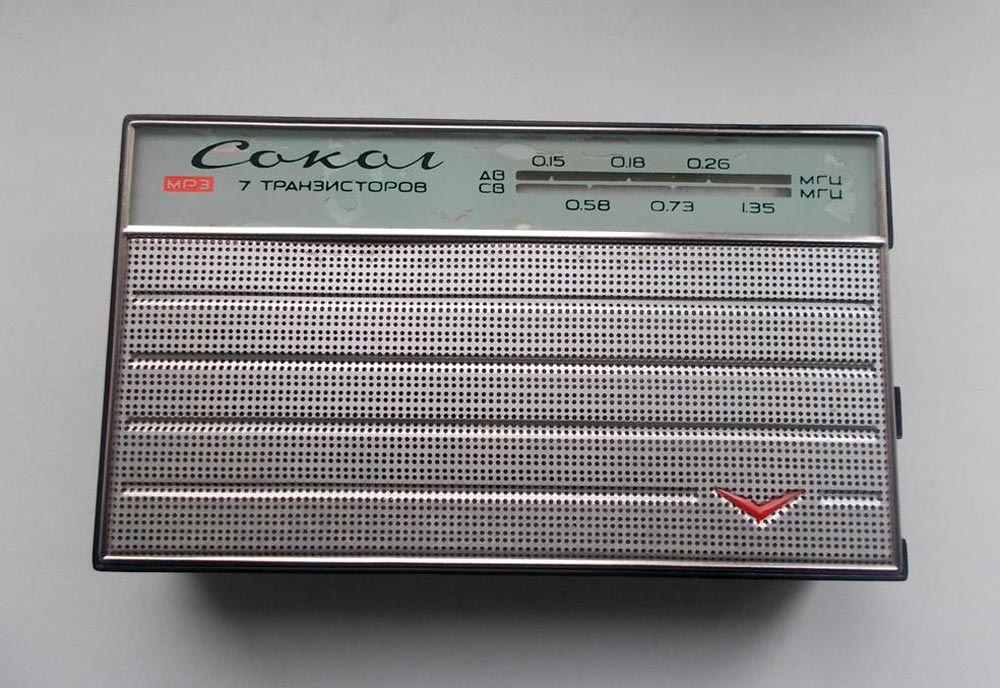 Сокол
МРЗ 7 ТРАНЗИСТОРОВ
0.15 0.18 0.26
ДВ МГЦ
СВ МГЦ
0.58 0.73 1.35